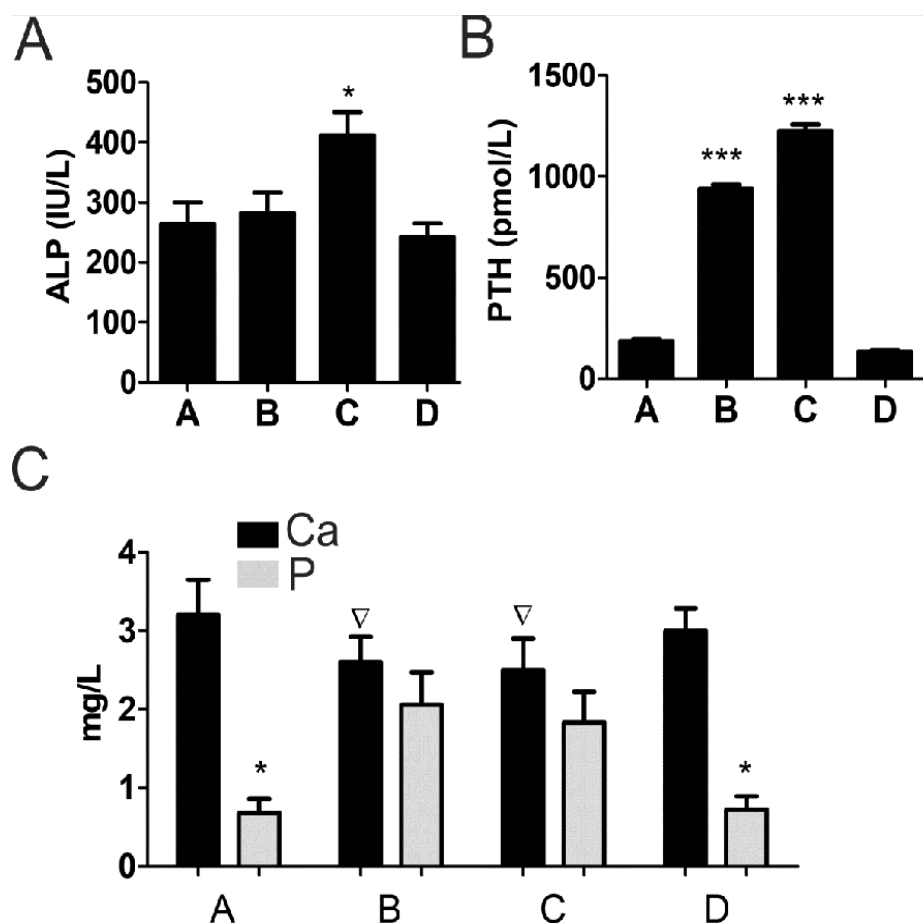 A
ALP (IU/L)
500
400
300
200
100
0
*
A B C D
B
PTH (pmol/L)
1500
1000
500
0
***
***
A B C D
C
Ca
P
mg/L
4
3
2
1
0
*
▽
▽
*
A B C D